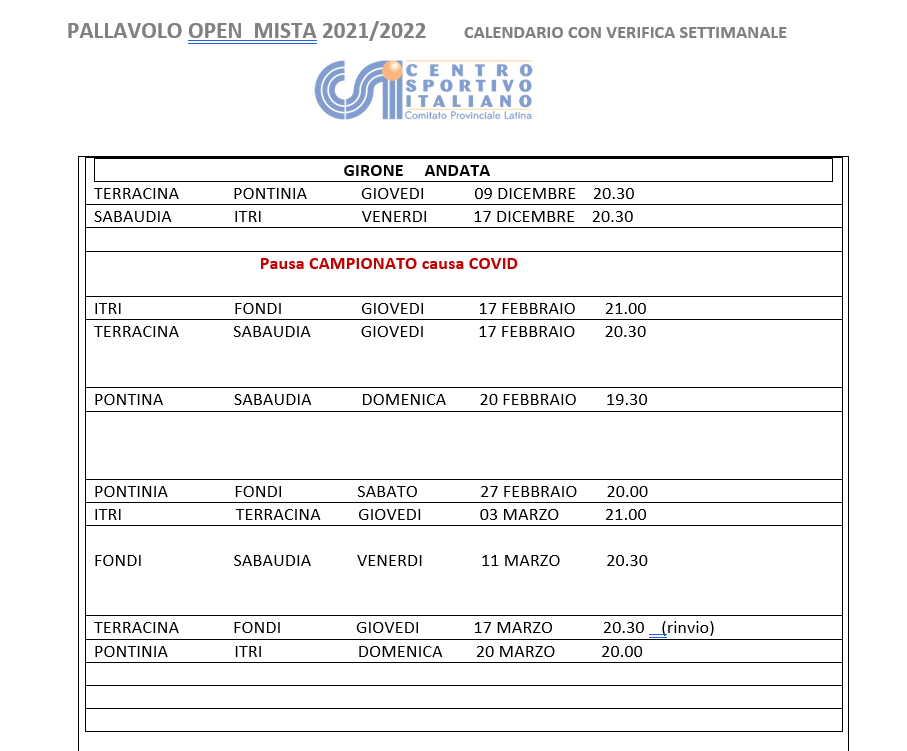 PALLAVOLO OPEN MISTA 2021/2022 CALENDARIO CON VERIFICA SETTIMANALE
CSI CENTRO
SPORTIVO
ITALIANO
Comitato Provinciale Latina
GIRONE ANDATA
TERRACINA PONTINIA GIOVEDI 09 DICEMBRE 20.30
SABAUDIA ITRI VENERDI 17 DICEMBRE 20.30
Pausa CAMPIONATO causa COVID
ITRI FONDI GIOVEDI 17 FEBBRAIO 21.00
TERRACINA SABAUDIA GIOVEDI 17 FEBBRAIO 20.30
PONTINA SABAUDIA DOMENICA 20 FEBBRAIO 19.30
PONTINIA FONDI SABATO 27 FEBBRAIO 20.00
ITRI TERRACINA GIOVEDI 03 MARZO 21.00
FONDI SABAUDIA VENERDI 11 MARZO 20.30
TERRACINA FONDI GIOVEDI 17 MARZO 20.30 (rinvio)
PONTINIA ITRI DOMENICA 20 MARZO 20.00